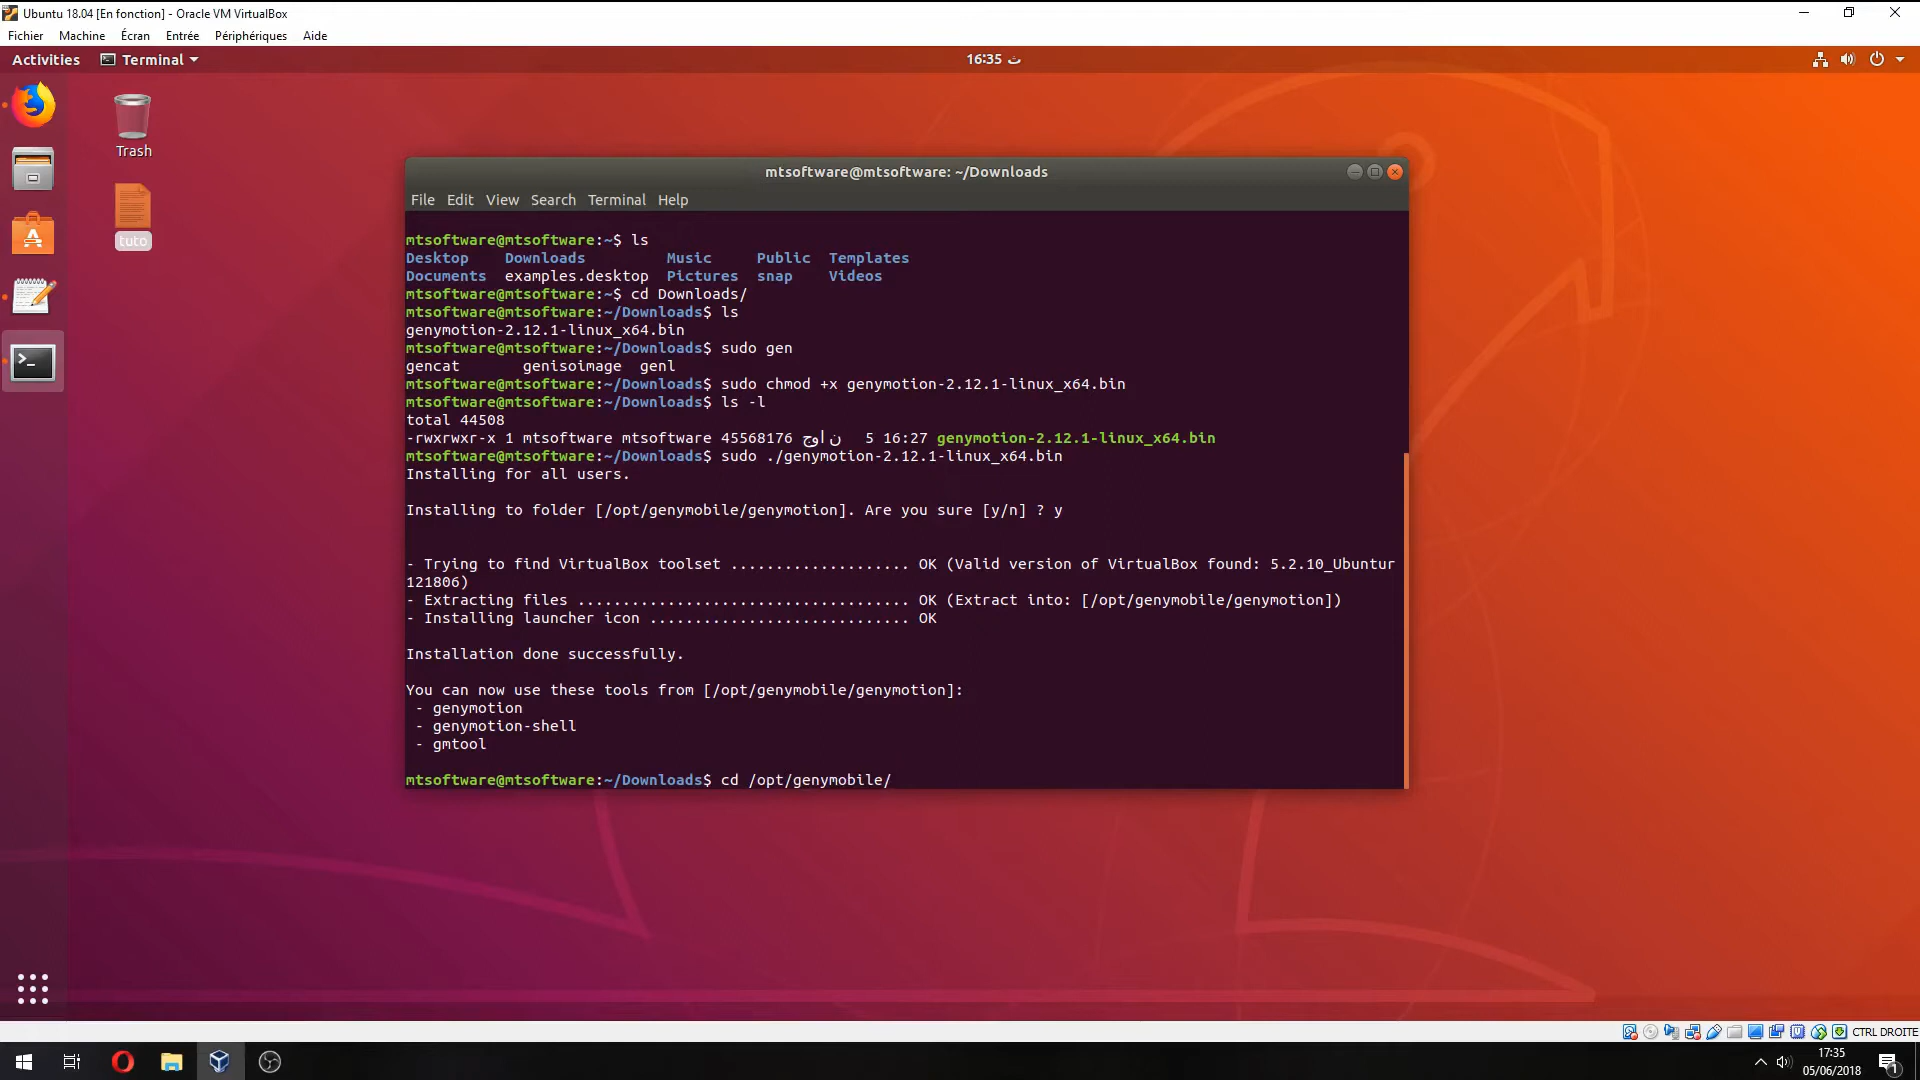 Ubuntu 18.04 [En fonction] - Oracle VM VirtualBox
Fichier Machine Écran Entrée Périphériques Aide
Activities Terminal 16:35 ث
Trash
tuto
mtsoftware@mtsoftware: ~/Downloads
File Edit View Search Terminal Help
mtsoftware@mtsoftware:~$ ls
Desktop Downloads Music Public Templates
Documents examples.desktop Pictures snap Videos
mtsoftware@mtsoftware:~$ cd Downloads/
mtsoftware@mtsoftware:~/Downloads$ ls
genymotion-2.12.1-linux_x64.bin
mtsoftware@mtsoftware:~/Downloads$ sudo gen
gencat genisoimage genl
mtsoftware@mtsoftware:~/Downloads$ sudo chmod +x genymotion-2.12.1-linux_x64.bin
mtsoftware@mtsoftware:~/Downloads$ ls -l
total 44508
-rwxrwxr-x 1 mtsoftware mtsoftware 45568176 جوان 5 16:27 genymotion-2.12.1-linux_x64.bin
mtsoftware@mtsoftware:~/Downloads$ sudo ./genymotion-2.12.1-linux_x64.bin
Installing for all users.
Installing to folder [/opt/genymobile/genymotion]. Are you sure [y/n] ? y
- Trying to find VirtualBox toolset .................... OK (Valid version of VirtualBox found: 5.2.10_Ubuntur
121806)
- Extracting files ..................................... OK (Extract into: [/opt/genymobile/genymotion])
- Installing launcher icon ............................. OK
Installation done successfully.
You can now use these tools from [/opt/genymobile/genymotion]:
- genymotion
- genymotion-shell
- gmtool
mtsoftware@mtsoftware:~/Downloads$ cd /opt/genymobile/
CTRL DROITE
17:35
05/06/2018
1